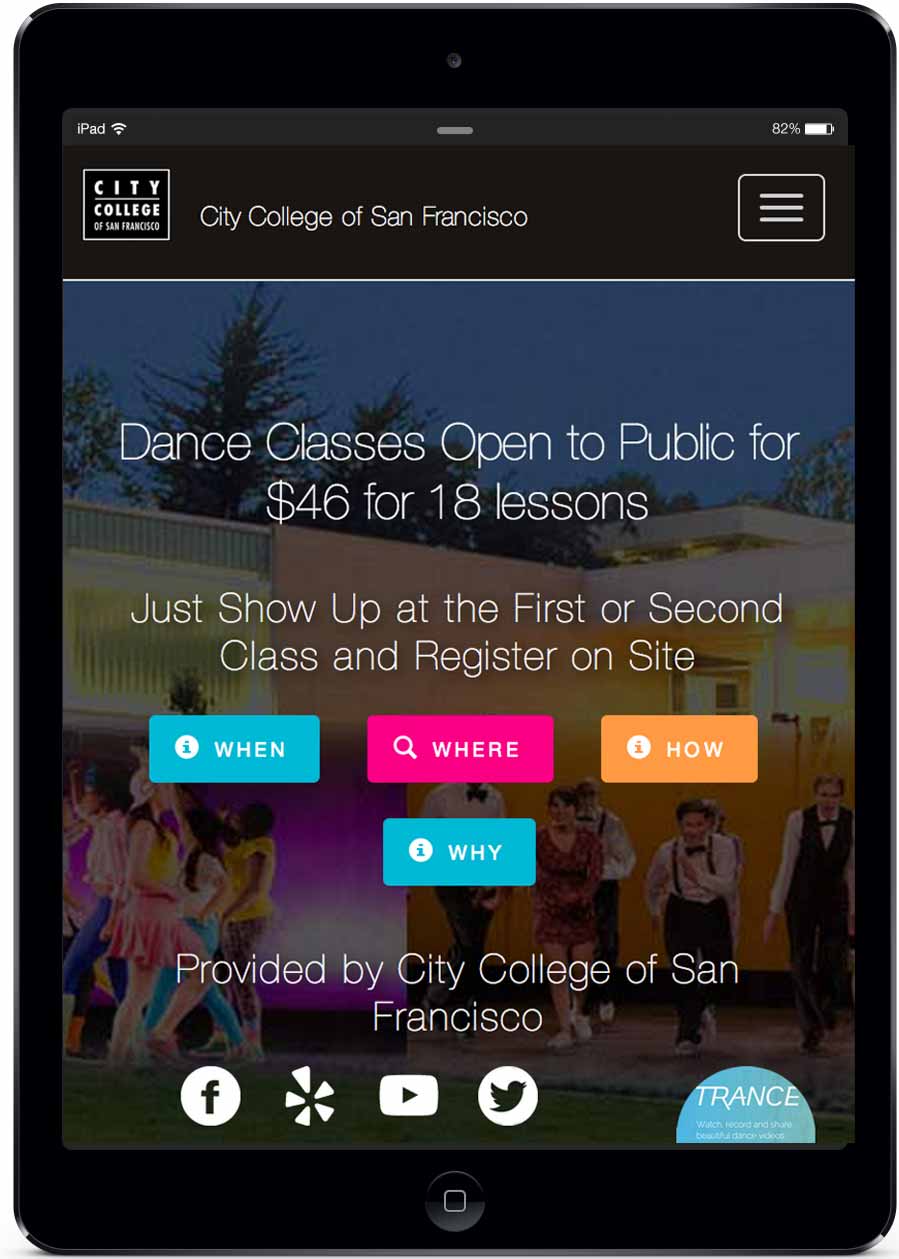 iPad 82%
CITY
COLLEGE
OF SAN FRANCISCO
City College of San Francisco
Dance Classes Open to Public for
$46 for 18 lessons
Just Show Up at the First or Second
Class and Register on Site
WHEN WHERE HOW
WHY
Provided by City College of San
Francisco
TRANCE
Watch, record and share
beautiful dance videos